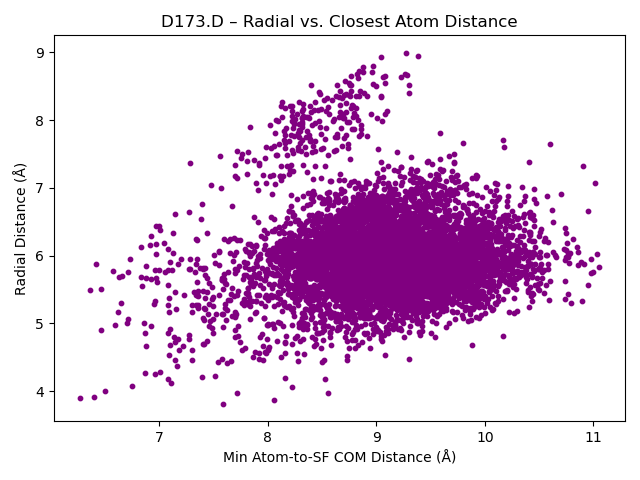 D173.D – Radial vs. Closest Atom Distance
Radial Distance (Å)
9
8
7
6
5
4
7 8 9 10 11
Min Atom-to-SF COM Distance (Å)